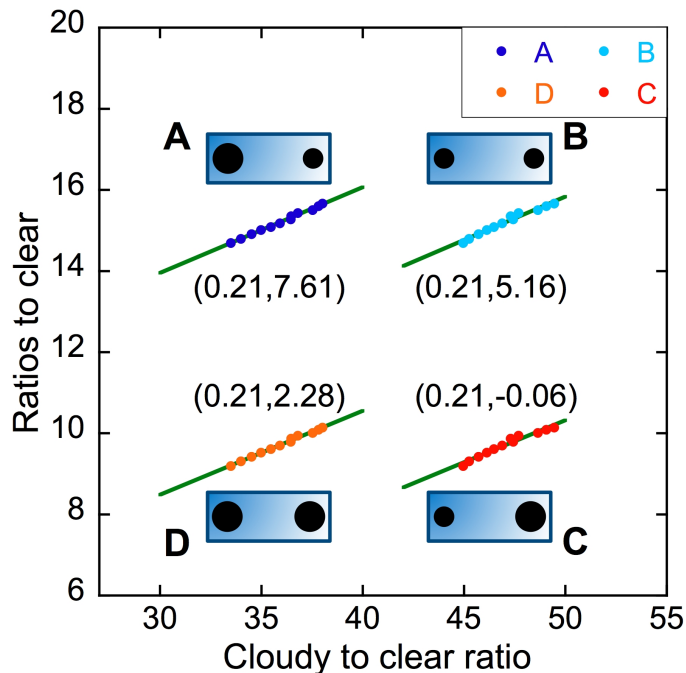 20
18
16
14
12
10
8
6
30
35
40
45
50
55
Ratios to clear
Cloudy to clear ratio
A
B
D
C
A
B
(0.21,7.61)
(0.21,5.16)
(0.21,2.28)
(0.21,-0.06)
D
C